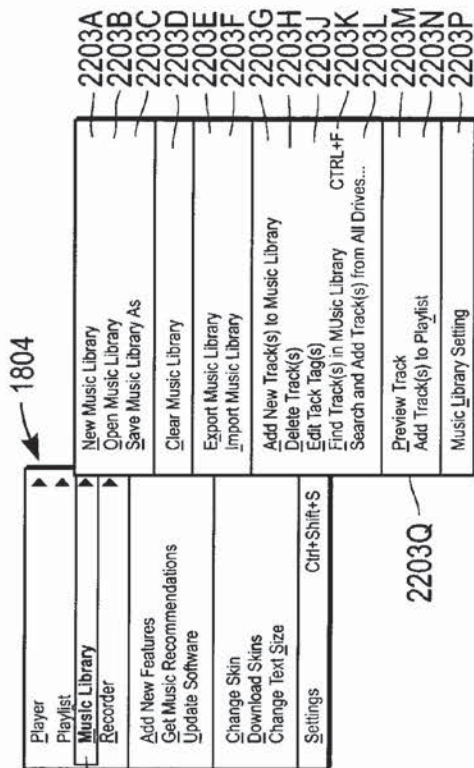 1804
Player
Playlist
Music Library
Recorder
Add New Features
Get Music Recommendations
Update Software
Change Skin
Download Skins
Change Text Size
Settings Ctrl+Shift+S
New Music Library 2203A
Open Music Library 2203B
Save Music Library As 2203C
Clear Music Library 2203D
Export Music Library 2203E
Import Music Library 2203F
Add New Track(s) to Music Library 2203G
Delete Track(s) 2203H
Edit Tack Tag(s) 2203J
Find Track(s) in MUsic Library CTRL+F 2203K
Search and Add Track(s) from All Drives... 2203L
Preview Track 2203M
Add Track(s) to Playlist 2203N
Music Library Setting 2203P
2203Q